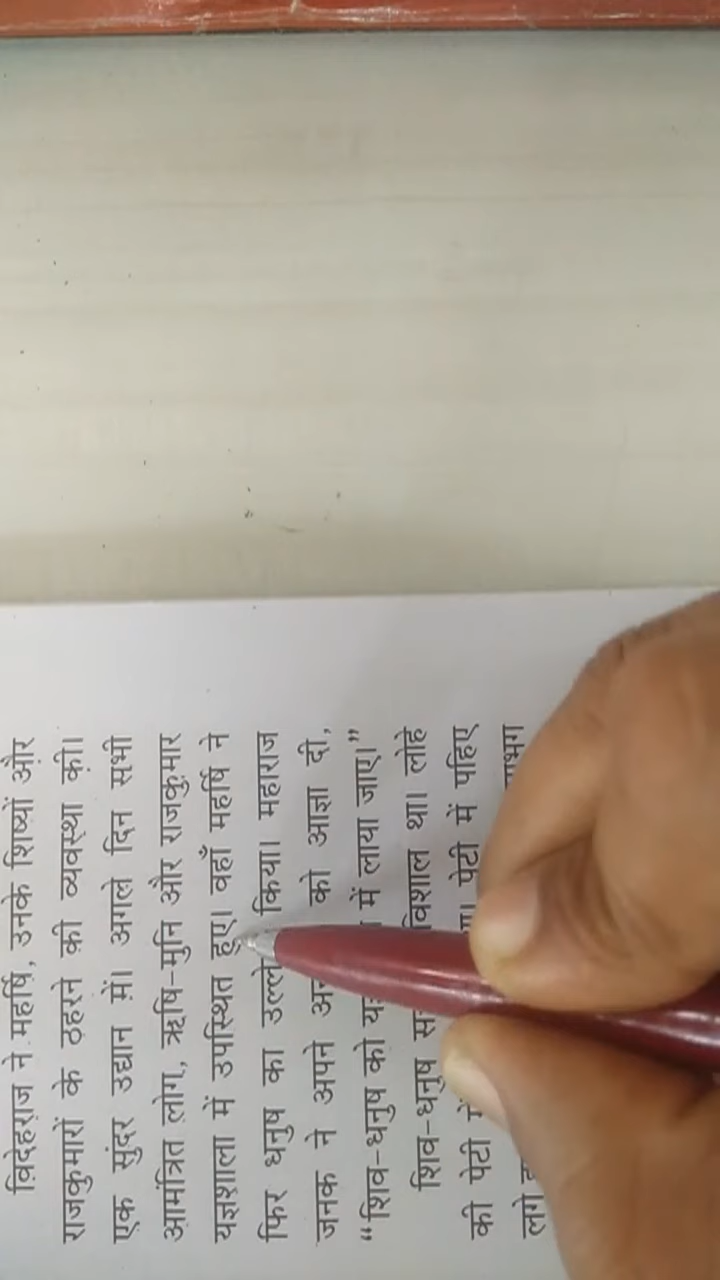 विदेहराज ने महर्षि, उनके शिष्यों और
राजकुमारों के ठहरने की व्यवस्था की।
एक सुंदर उद्यान में। अगले दिन सभी
आमंत्रित लोग, ऋषि-मुनि और राजकुमार
यज्ञशाला में उपस्थित हुए। वहाँ महर्षि ने
फिर धनुष का किया। महाराज
जनक ने अपने को आज्ञा दी,
“शिव-धनुष को में लाया जाए।”
शिव-धनुष विशाल था। लोहे
की पेटी में पेटी में पहिए
लगे